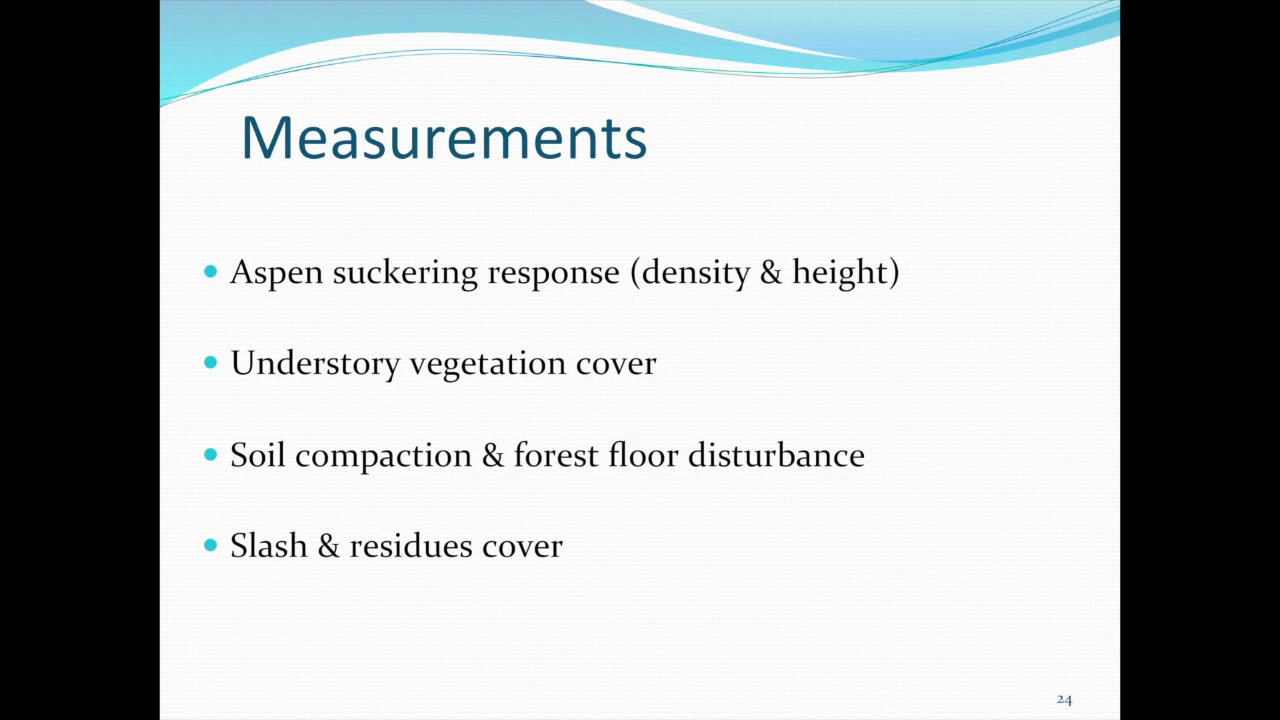 Measurements
• Aspen suckering response (density & height)
• Understory vegetation cover
• Soil compaction & forest floor disturbance
• Slash & residues cover
24